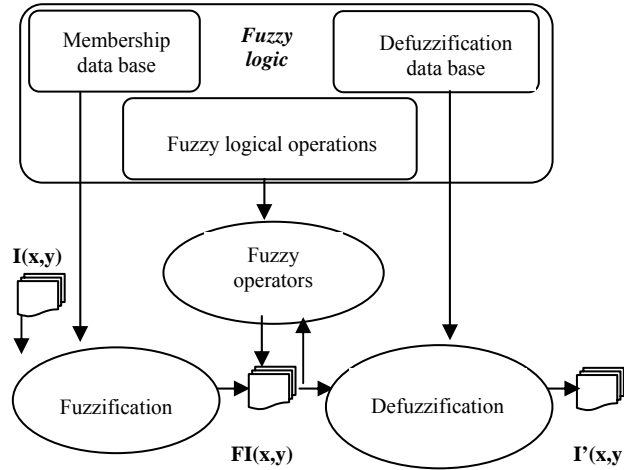 Membership
data base
Fuzzy
logic
Defuzzification
data base
Fuzzy logical operations
I(x,y)
Fuzzy
operators
Fuzzification
Defuzzification
FI(x,y)
I'(x,y